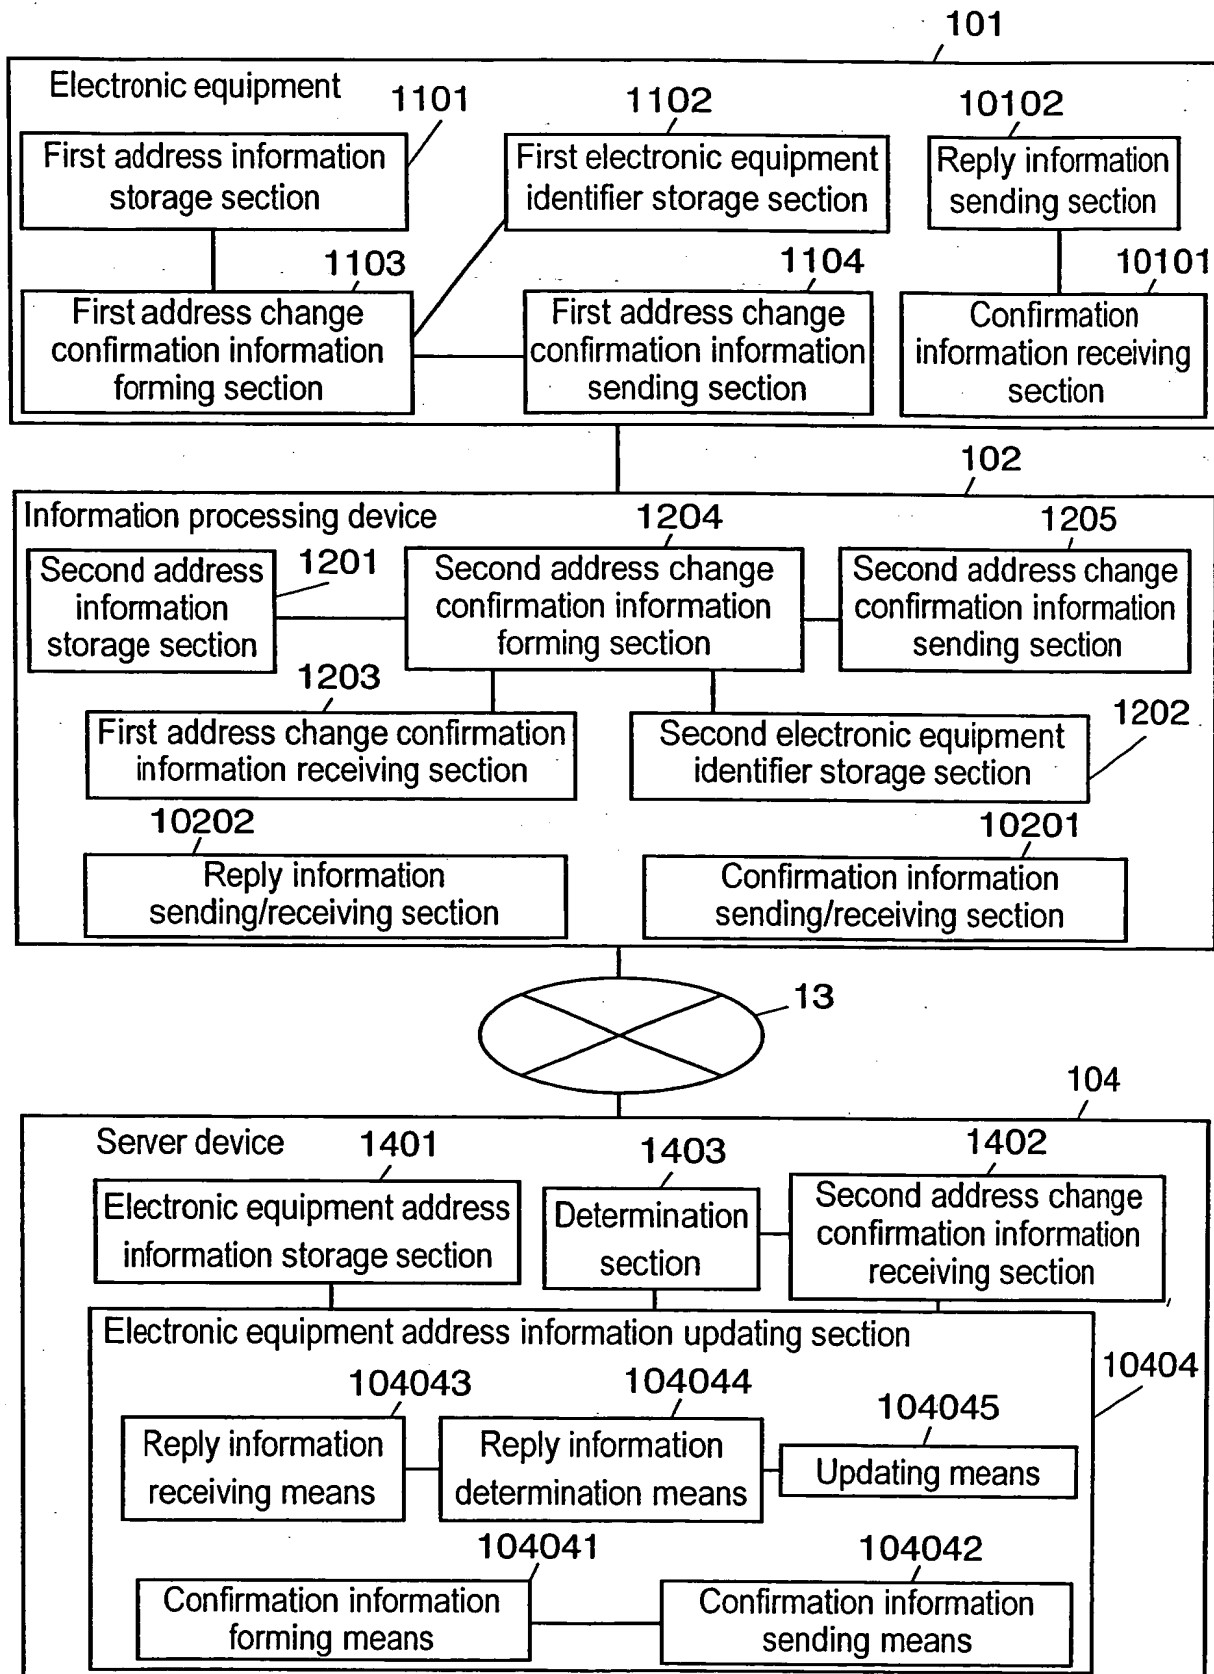 101
Electronic equipment
1101
1102
10102
First address information
storage section
First electronic equipment
identifier storage section
Reply information
sending section
1103
1104
10101
First address change
confirmation information
forming section
First address change
confirmation information
sending section
Confirmation
information receiving
section
102
Information processing device
1204
1205
1201
Second address
information
storage section
Second address change
confirmation information
forming section
Second address change
confirmation information
sending section
1203
1202
First address change confirmation
information receiving section
Second electronic equipment
identifier storage section
10202
10201
Reply information
sending/receiving section
Confirmation information
sending/receiving section
13
104
Server device
1401
1403
1402
Electronic equipment address
information storage section
Determination
section
Second address change
confirmation information
receiving section
Electronic equipment address information updating section
10404
104043
104044
104045
Reply information
receiving means
Reply information
determination means
Updating means
104041
104042
Confirmation information
forming means
Confirmation information
sending means